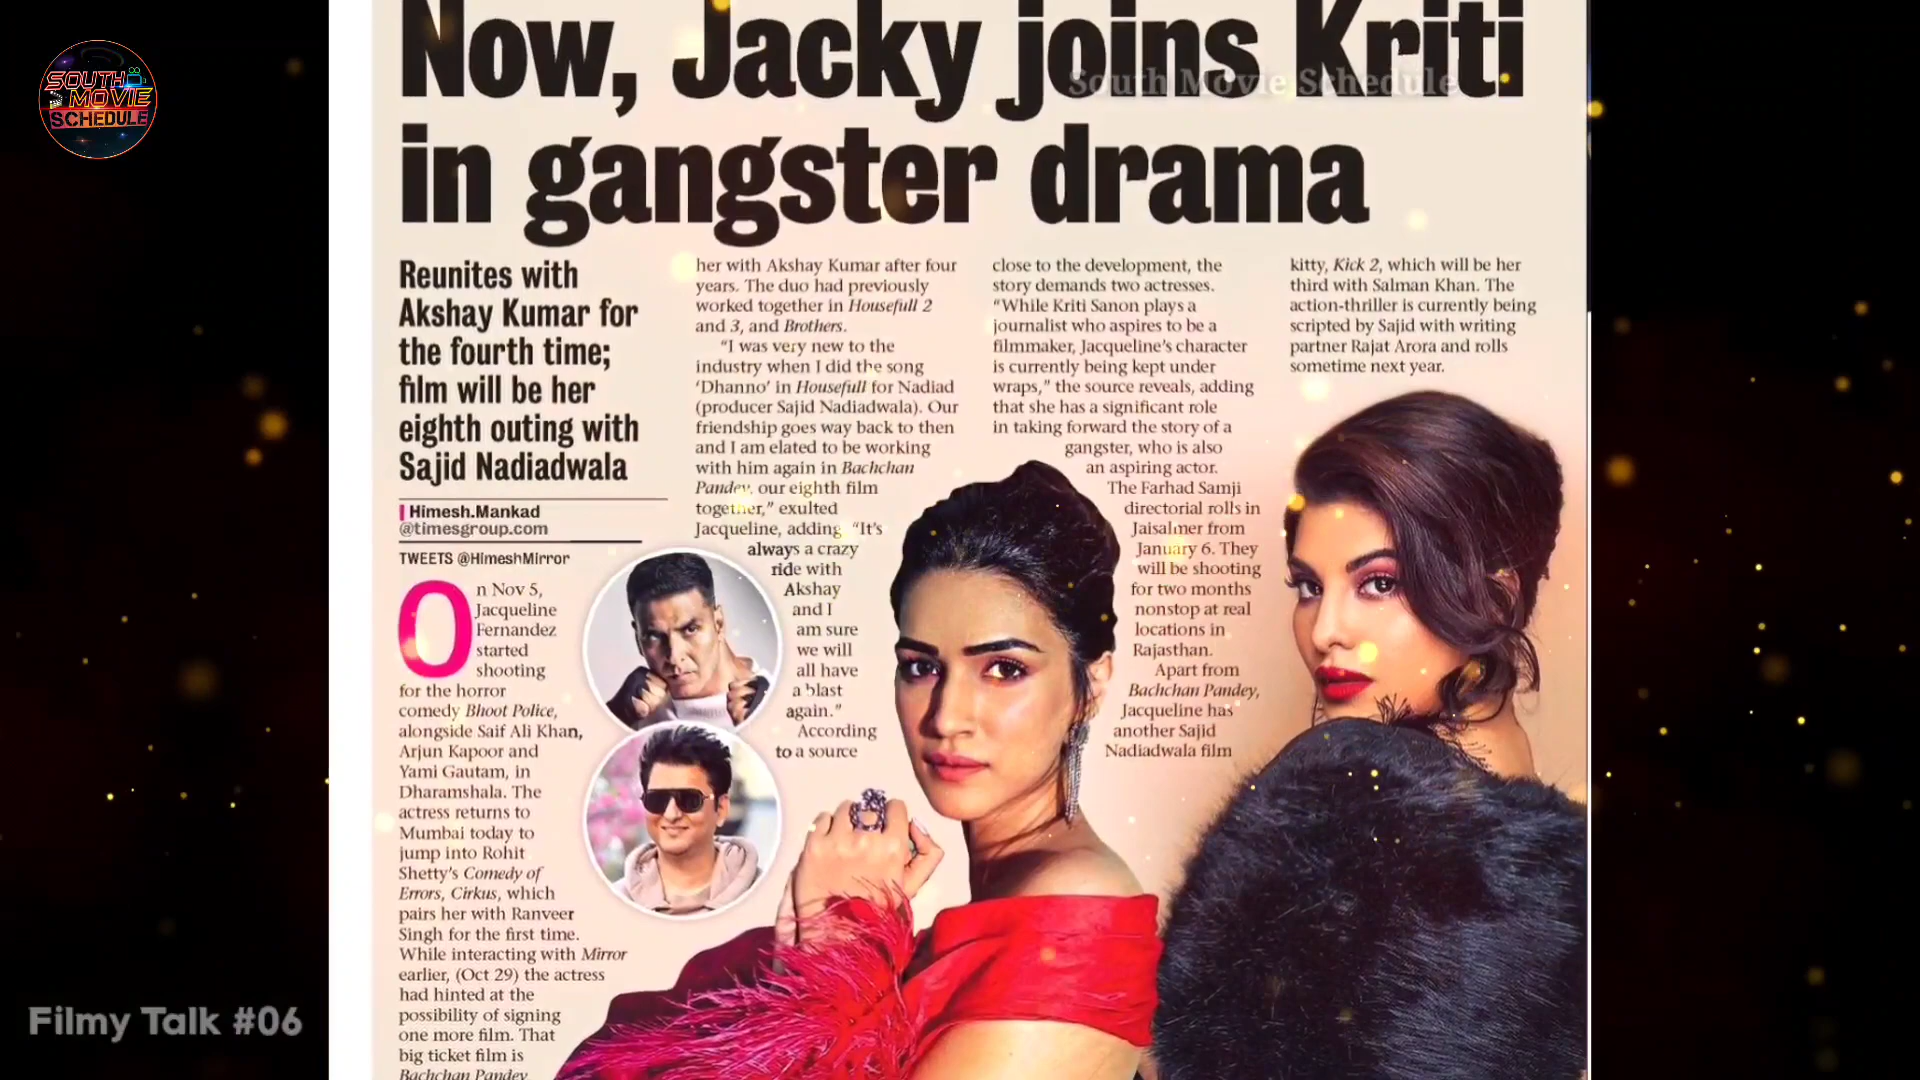 SOUTH
MOVIE
SCHEDULE
Now, Jacky joins Kriti
South Movie Schedule
in gangster drama
Reunites with
Akshay Kumar for
the fourth time;
film will be her
eighth outing with
Sajid Nadiadwala
Himesh.Mankad
@timesgroup.com
TWEETS @HimeshMirror
On Nov 5,
Jacqueline
Fernandez
started
shooting
for the horror
comedy Bhoot Police,
alongside Saif Ali Khan,
Arjun Kapoor and
Yami Gautam, in
Dharamshala. The
actress returns to
Mumbai today to
jump into Rohit
Shetty's Comedy of
Errors, Cirkus, which
pairs her with Ranveer
Singh for the first time.
While interacting with Mirror
earlier, (Oct 29) the actress
had hinted at the
possibility of signing
one more film. That
big ticket film is
Bachchan Pandey
her with Akshay Kumar after four
years. The duo had previously
worked together in Housefull 2
and 3, and Brothers.
"I was very new to the
industry when I did the song
'Dhanno' in Housefull for Nadiad
(producer Sajid Nadiadwala). Our
friendship goes way back to then
and I am elated to be working
with him again in Bachchan
Pandey, our eighth film
together," exulted
Jacqueline, adding "It's
always a crazy
ride with
Akshay
and I
am sure
we will
all have
a blast
again."
According
to a source
close to the development, the
story demands two actresses.
"While Kriti Sanon plays a
journalist who aspires to be a
filmmaker, Jacqueline's character
is currently being kept under
wraps," the source reveals, adding
that she has a significant role
in taking forward the story of a
gangster, who is also
an aspiring actor.
The Farhad Samji
directorial rolls in
Jaisalmer from
January 6. They
will be shooting
for two months
nonstop at real
locations in
Rajasthan.
Apart from
Bachchan Pandey,
Jacqueline has
another Sajid
Nadiadwala film
kitty, Kick 2, which will be her
third with Salman Khan. The
action-thriller is currently being
scripted by Sajid with writing
partner Rajat Arora and rolls
sometime next year.
Filmy Talk #06